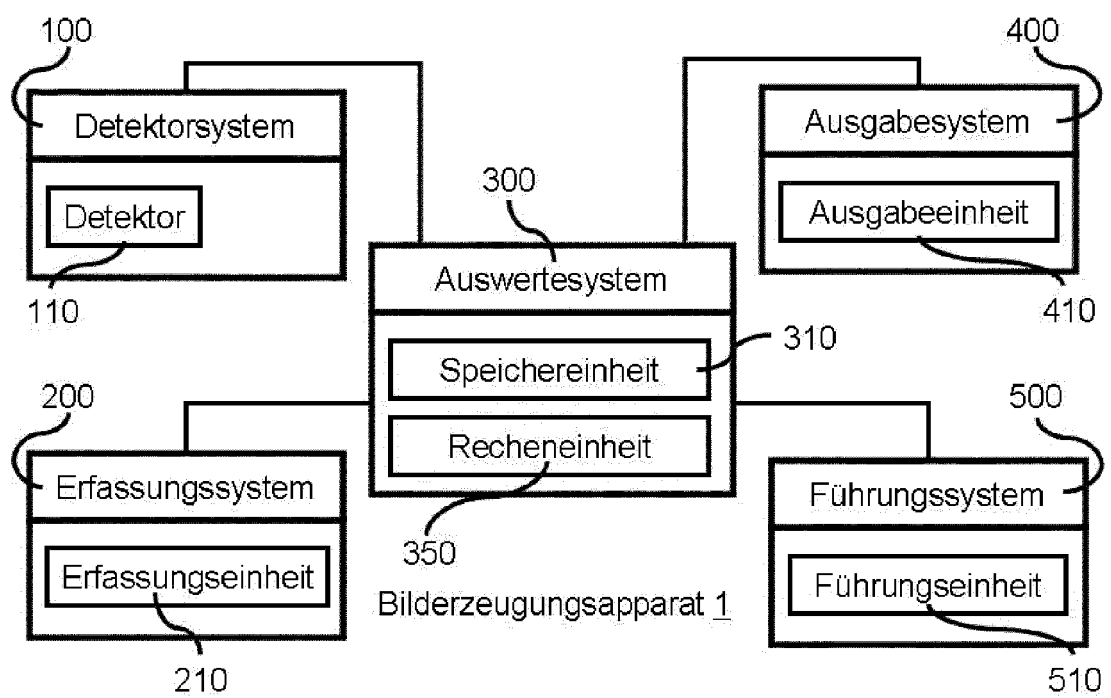 100
Detektorsystem
Detektor
110
400
Ausgabesystem
Ausgabeeinheit
410
300
Auswertesystem
Speichereinheit
310
Recheneinheit
350
200
Erfassungssystem
Erfassungseinheit
210
500
Führungssystem
Führungseinheit
510
Bilderzeugungsapparat 1